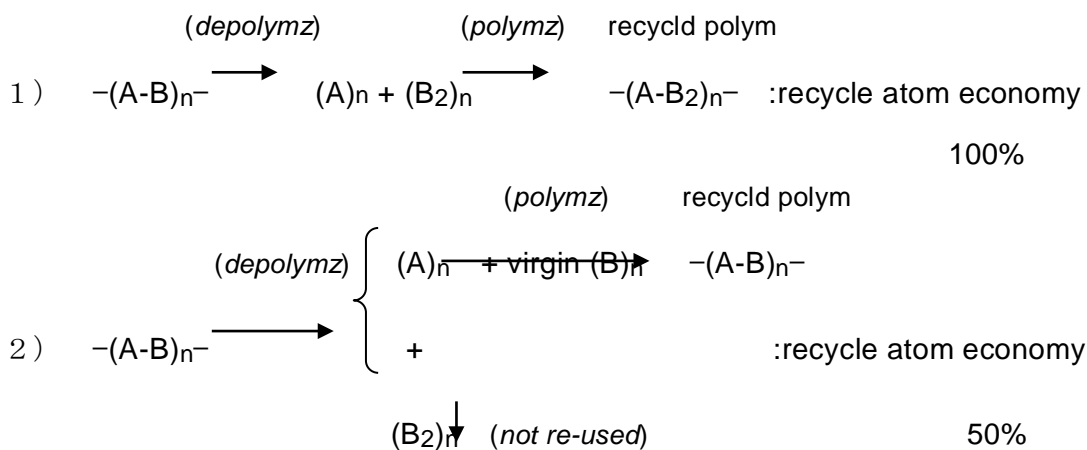 (depolymz) (polymz) recycld polym
1) −(A-B)n− (A)n + (B2)n −(A-B2)n− :recycle atom economy
100%
(polymz) recycld polym
(depolymz) (A)n + virgin (B)n −(A-B)n−
2) −(A-B)n− + :recycle atom economy
(B2)n (not re-used) 50%